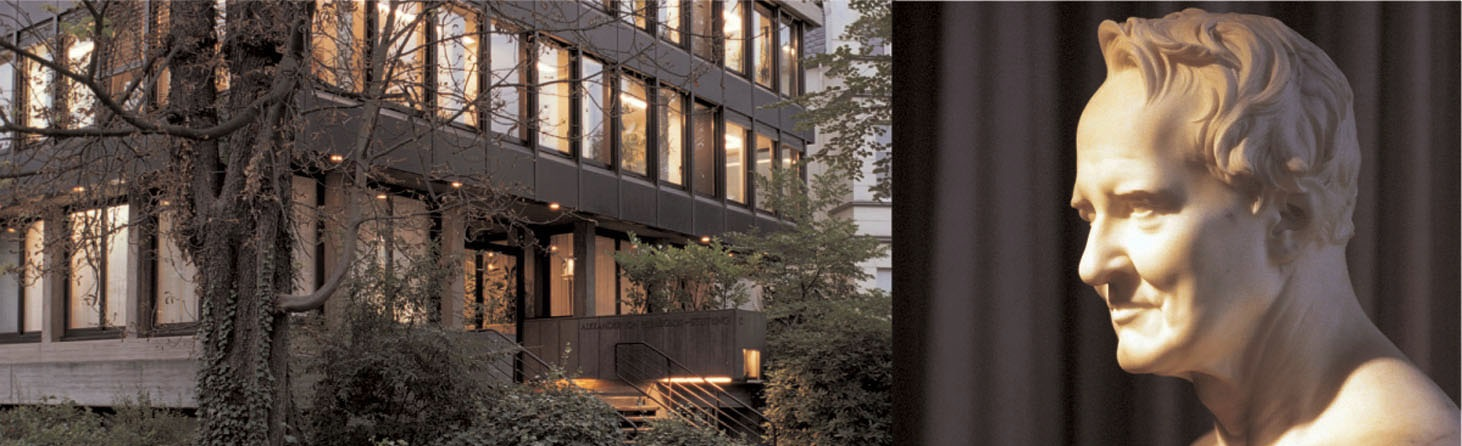 ALEXANDER VON HUMBOLDT-STIFTUNG